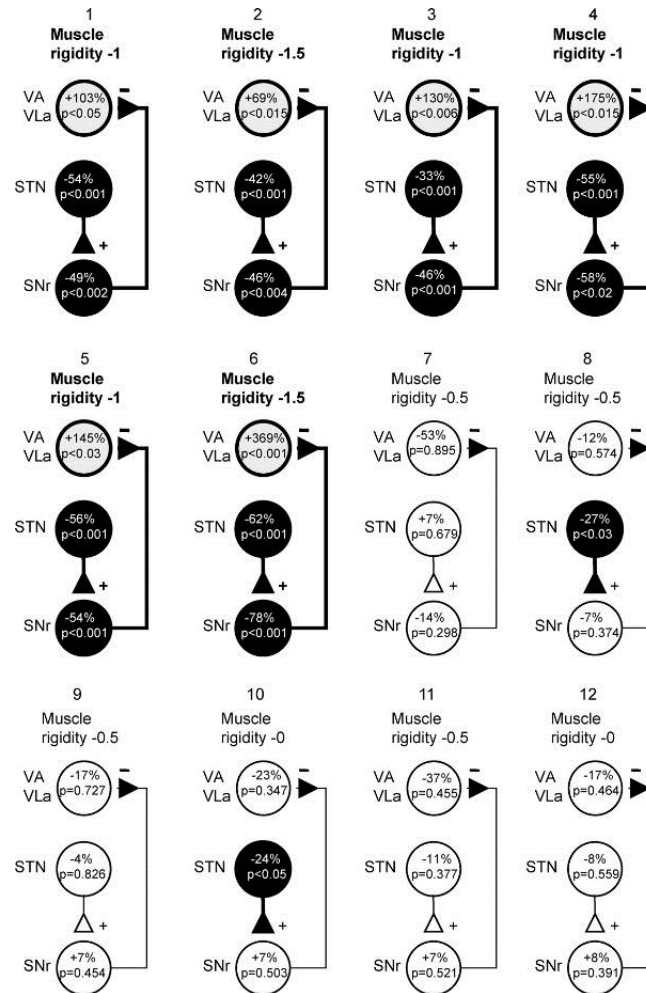 1
Muscle
rigidity -1
VA
VLa
+103%
p<0.05
-
STN
-54%
p<0.001
+
SNr
-49%
p<0.002
2
Muscle
rigidity -1.5
VA
VLa
+69%
p<0.015
-
STN
-42%
p<0.001
+
SNr
-46%
p<0.004
3
Muscle
rigidity -1
VA
VLa
+130%
p<0.006
-
STN
-33%
p<0.001
+
SNr
-46%
p<0.001
4
Muscle
rigidity -1
VA
VLa
+175%
p<0.015
-
STN
-55%
p<0.001
+
SNr
-58%
p<0.02
5
Muscle
rigidity -1
VA
VLa
+145%
p<0.03
-
STN
-56%
p<0.001
+
SNr
-54%
p<0.001
6
Muscle
rigidity -1.5
VA
VLa
+369%
p<0.001
-
STN
-62%
p<0.001
+
SNr
-78%
p<0.001
7
Muscle
rigidity -0.5
VA
VLa
-53%
p=0.895
-
STN
+7%
p=0.679
+
SNr
-14%
p=0.298
8
Muscle
rigidity -0.5
VA
VLa
-12%
p=0.574
-
STN
-27%
p<0.03
+
SNr
-7%
p=0.374
9
Muscle
rigidity -0.5
VA
VLa
-17%
p=0.727
-
STN
-4%
p=0.826
+
SNr
+7%
p=0.454
10
Muscle
rigidity -0
VA
VLa
-23%
p=0.347
-
STN
-24%
p<0.05
+
SNr
+7%
p=0.503
11
Muscle
rigidity -0.5
VA
VLa
-37%
p=0.455
-
STN
-11%
p=0.377
+
SNr
+7%
p=0.521
12
Muscle
rigidity -0
VA
VLa
-17%
p=0.464
-
STN
-8%
p=0.559
+
SNr
+8%
p=0.391